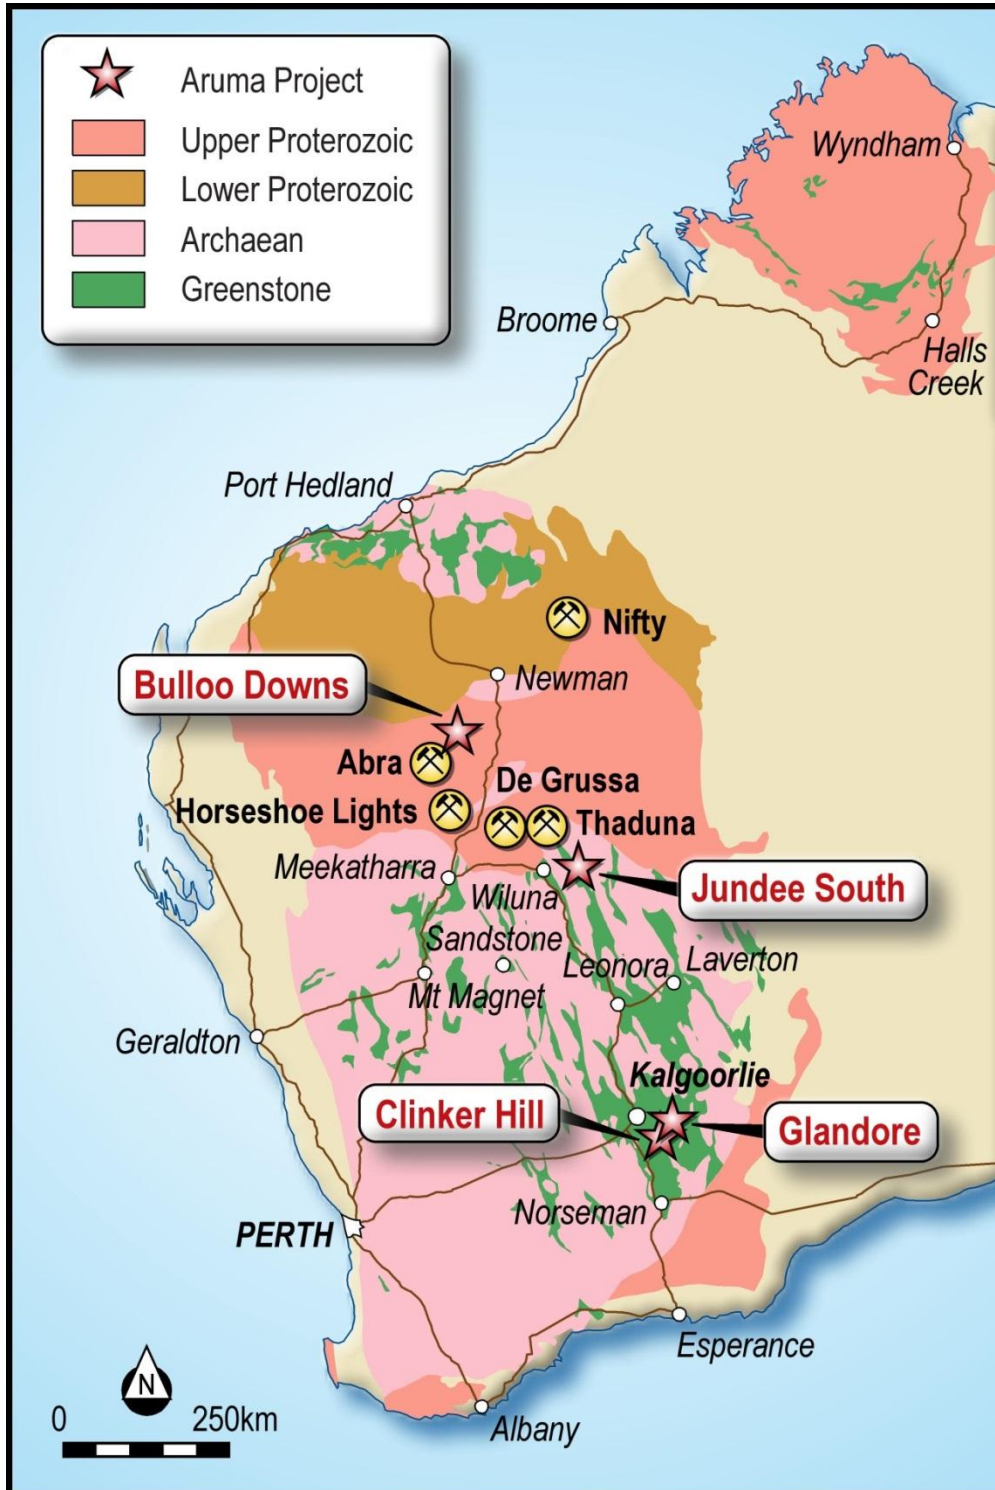 Aruma Project
Upper Proterozoic
Lower Proterozoic
Archaean
Greenstone
Wyndham
Broome
Halls
Creek
Port Hedland
Nifty
Newman
Bulloo Downs
Abra
De Grussa
Horseshoe Lights
Thaduna
Meekatharra
Wiluna
Jundee South
Sandstone
Leonora
Laverton
Mt Magnet
Geraldton
Kalgoorlie
Clinker Hill
Glandore
Norseman
PERTH
Esperance
N
0
250km
Albany